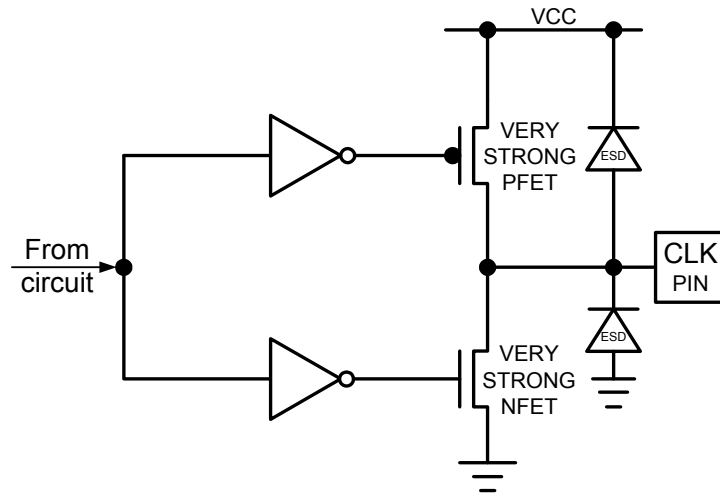 VCC
VERY
STRONG
PFET
ESD
From
circuit
CLK
PIN
ESD
VERY
STRONG
NFET